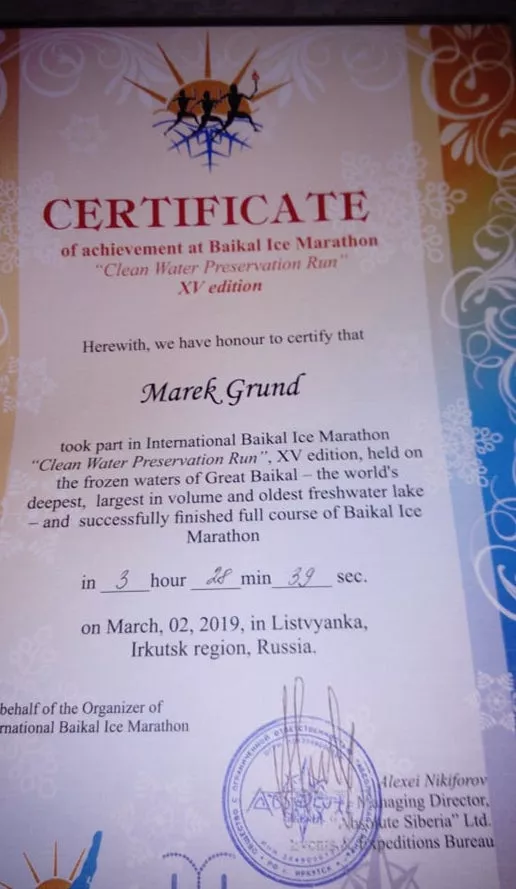 CERTIFICATE
of achievement at Baikal Ice Marathon
“Clean Water Preservation Run”
XV edition
Herewith, we have honour to certify that
Marek Grund
took part in International Baikal Ice Marathon
“Clean Water Preservation Run”, XV edition, held on
the frozen waters of Great Baikal – the world's
deepest, largest in volume and oldest freshwater lake
– and successfully finished full course of Baikal Ice
Marathon
in 3 hour 28 min 39 sec.
on March, 02, 2019, in Listvyanka,
Irkutsk region, Russia.
behalf of the Organizer of
rnational Baikal Ice Marathon
Alexei Nikiforov
Managing Director,
“Absolute Siberia” Ltd.
Expeditions Bureau